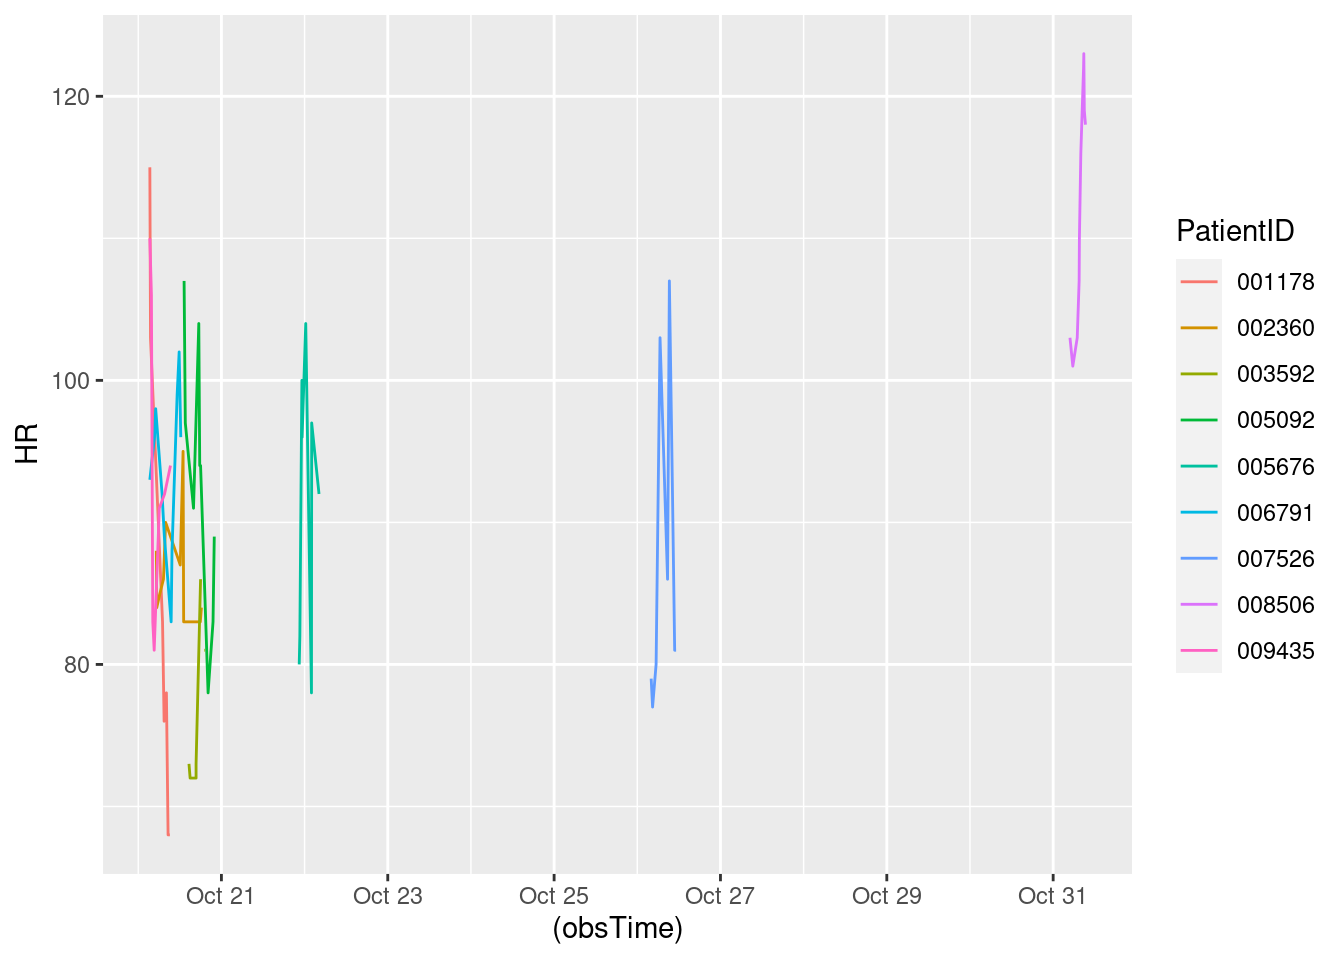 120
100
80
HR
Oct 21
Oct 23
Oct 25
Oct 27
Oct 29
Oct 31
(obsTime)
PatientID
001178
002360
003592
005092
005676
006791
007526
008506
009435